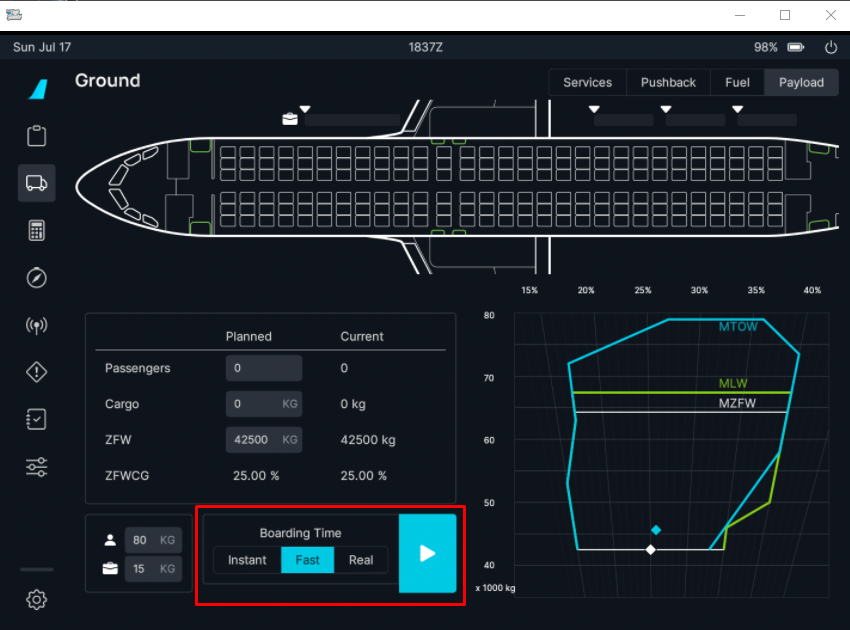 Sun Jul 17 1837Z 98%
Ground
Services Pushback Fuel Payload
Planned Current
Passengers 0 0
Cargo 0 KG 0 kg
ZFW 42500 KG 42500 kg
ZFWCG 25.00 % 25.00 %
80 KG
15 KG
Boarding Time
Instant Fast Real
15% 20% 25% 30% 35% 40%
80
MTOW
70
MLW
MZFW
60
50
40
x 1000 kg